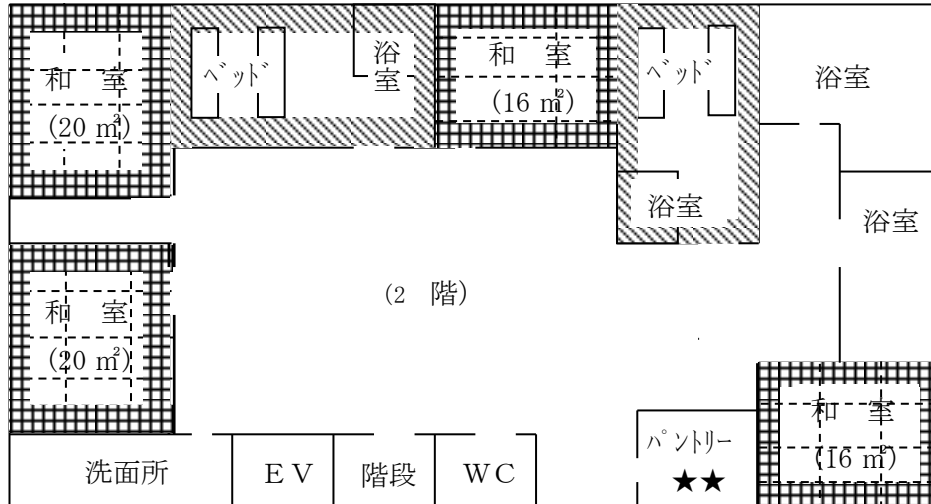 和 室
(20 ㎡)
ベッド
浴室
和 室
(16 ㎡)
ベッド
浴室
浴室
浴室
(2 階)
和 室
(20 ㎡)
洗面所
ＥＶ
階段
ＷＣ
パントリー
★★
和 室
(16 ㎡)